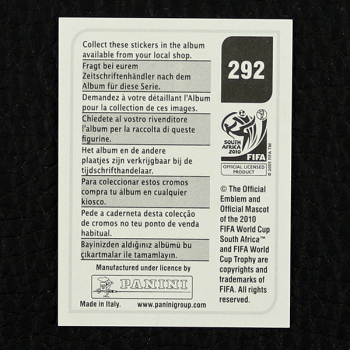 Collect these stickers in the album
available from your local shop.
Fragt bei eurem
Zeitschriftenhändler nach dem
Album für diese Serie.
Demandez à votre détaillant l'Album
pour la collection de ces images.
Chiedete al vostro rivenditore
l'album per la raccolta di queste
figurine.
Het album en de andere
plaatjes zijn verkrijgbaar bij de
tijdschrifthandelaar.
Para coleccionar estos cromos
compra tu álbum en cualquier
kiosco.
Pede a caderneta desta colecção
de cromos no teu ponto de venda
habitual.
Bayinizden aldığınız albümü bu
çıkartmalar ile tamamlayın.
Manufactured under licence by
PANINI
Made in Italy. www.paninigroup.com
292
SOUTH AFRICA
2010
FIFA
OFFICIAL LICENSED
PRODUCT
© The Official
Emblem and
Official Mascot
of the 2010
FIFA World Cup
South Africa™
and FIFA World
Cup Trophy are
copyrights and
trademarks of
FIFA. All rights
reserved.